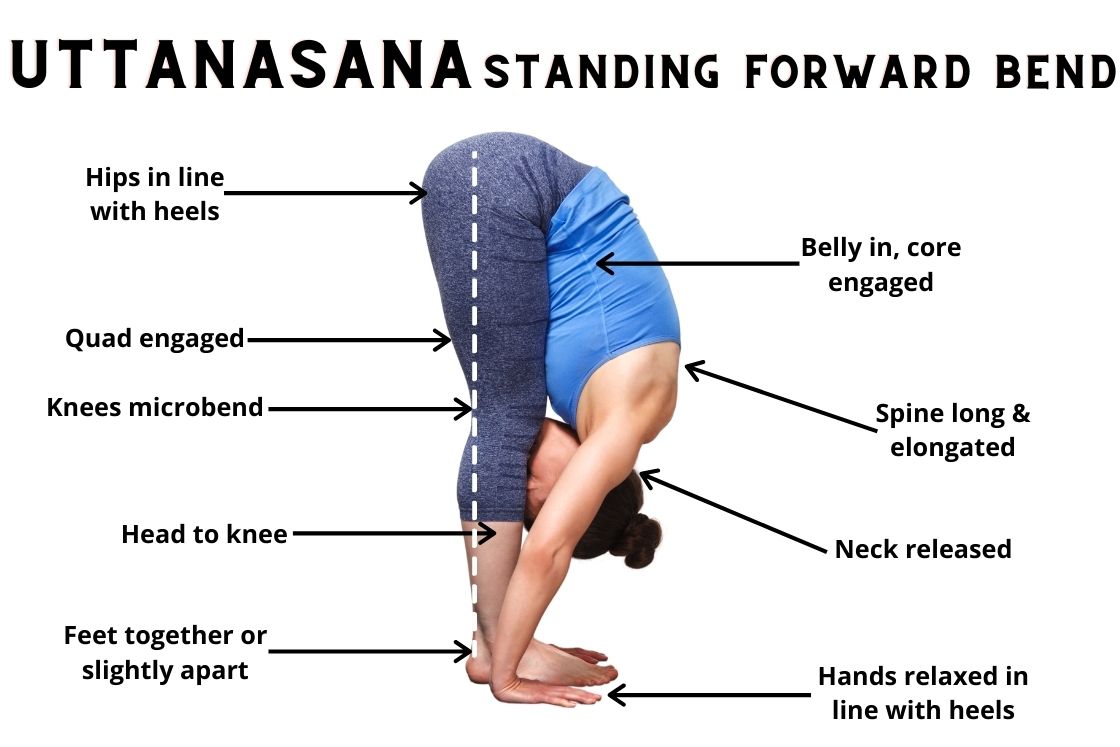 UTTANASANA STANDING FORWARD BEND
Hips in line
with heels
Belly in, core
engaged
Quad engaged
Knees microbend
Spine long &
elongated
Head to knee
Neck released
Feet together or
slightly apart
Hands relaxed in
line with heels